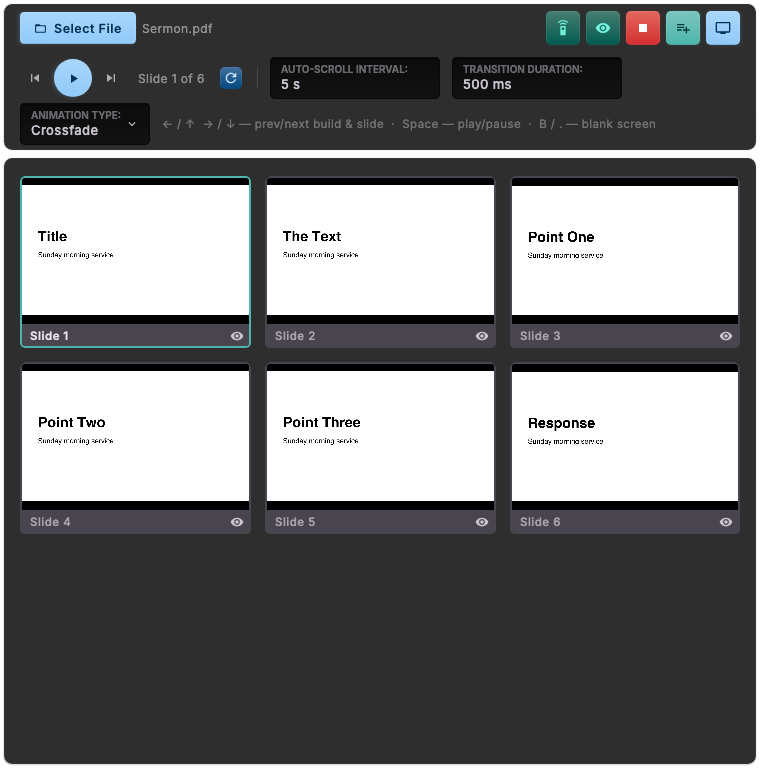 Select File
Sermon.pdf
Slide 1 of 6
AUTO-SCROLL INTERVAL:
5 s
TRANSITION DURATION:
500 ms
ANIMATION TYPE:
Crossfade
← / ↑ → / ↓ — prev/next build & slide · Space — play/pause · B / . — blank screen
Title
Sunday morning service
Slide 1
The Text
Sunday morning service
Slide 2
Point One
Sunday morning service
Slide 3
Point Two
Sunday morning service
Slide 4
Point Three
Sunday morning service
Slide 5
Response
Sunday morning service
Slide 6